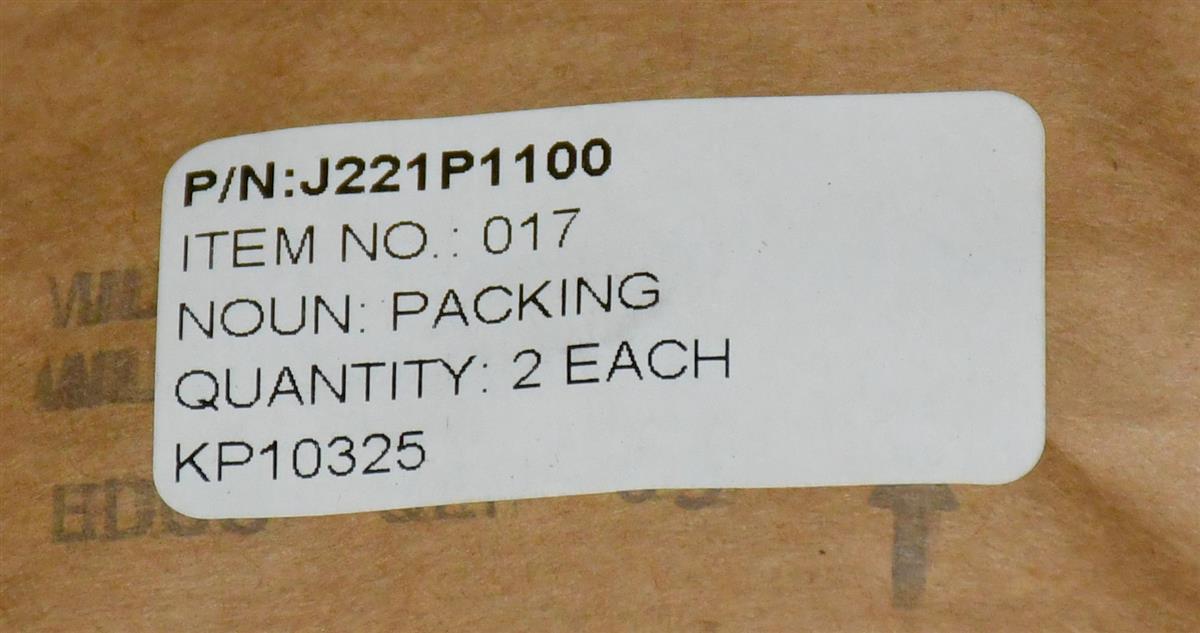 P/N:J221P1100
ITEM NO.: 017
NOUN: PACKING
QUANTITY: 2 EACH
KP10325